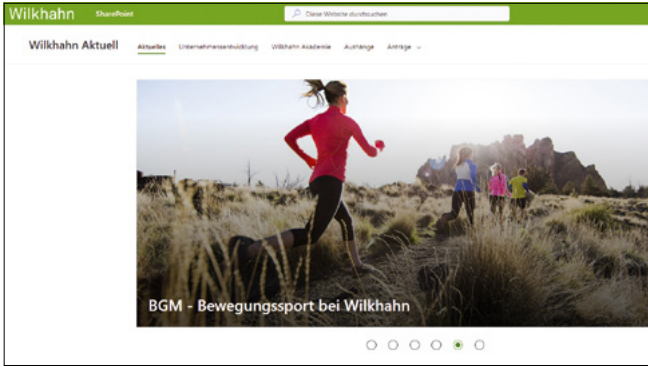 Wilkhahn SharePoint Diese Website durchsuchen
Wilkhahn Aktuell Aktuelles Unternehmensentwicklung Wilkhahn Akademie Aushänge Anträge
BGM - Bewegungssport bei Wilkhahn